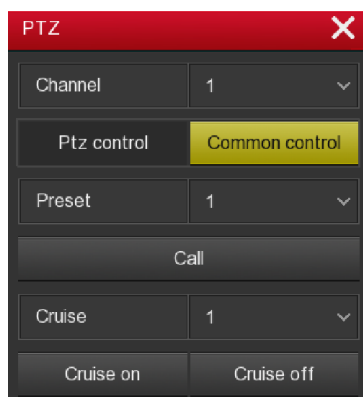 PTZ
Channel 1
Ptz control Common control
Preset 1
Call
Cruise 1
Cruise on Cruise off